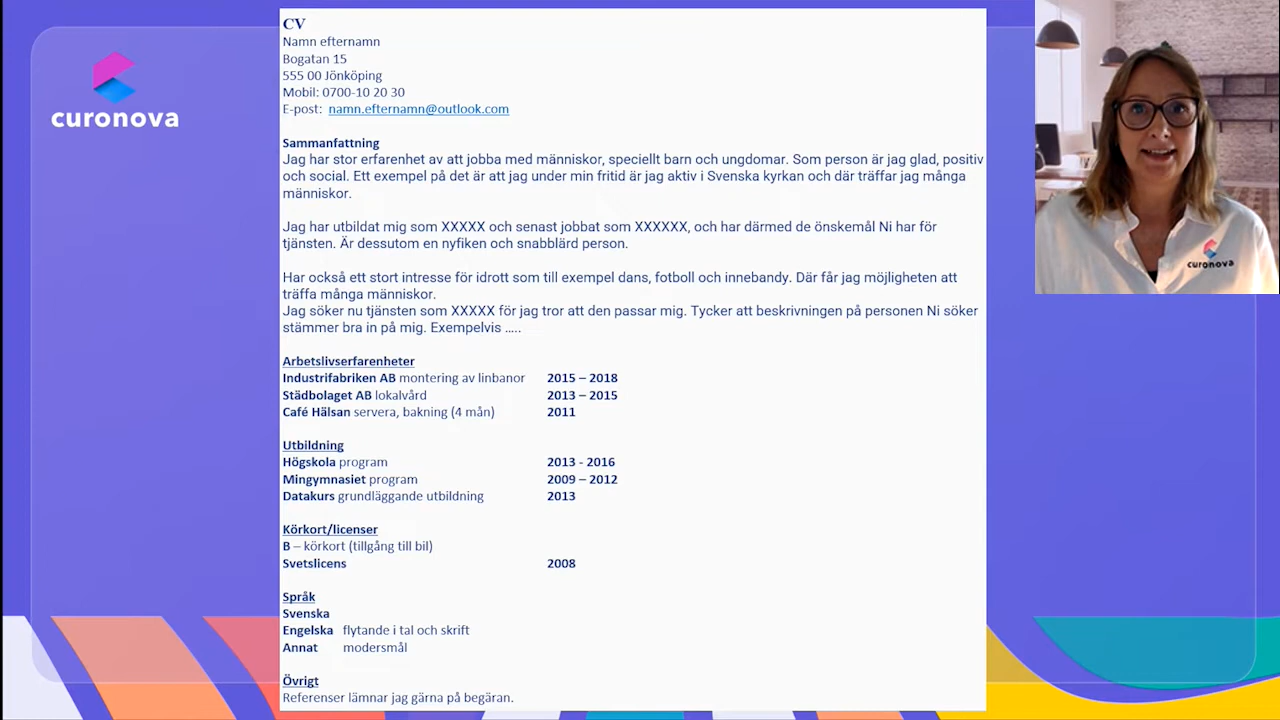 curonova
CV
Namn efternamn
Bogatan 15
555 00 Jönköping
Mobil: 0700-10 20 30
E-post: namn.efternamn@outlook.com
Sammanfattning
Jag har stor erfarenhet av att jobba med människor, speciellt barn och ungdomar. Som person är jag glad, positiv
och social. Ett exempel på det är att jag under min fritid är jag aktiv i Svenska kyrkan och där träffar jag många
människor.
Jag har utbildat mig som XXXXX och senast jobbat som XXXXXX, och har därmed de önskemål Ni har för
tjänsten. Är dessutom en nyfiken och snabblärd person.
Har också ett stort intresse för idrott som till exempel dans, fotboll och innebandy. Där får jag möjligheten att
träffa många människor.
Jag söker nu tjänsten som XXXXX för jag tror att den passar mig. Tycker att beskrivningen på personen Ni söker
stämmer bra in på mig. Exempelvis …..
Arbetslivserfarenheter
Industrifabriken AB montering av linbanor 2015 – 2018
Städbolaget AB lokalvård 2013 – 2015
Café Hälsan servera, bakning (4 mån) 2011
Utbildning
Högskola program 2013 - 2016
Mingymnasiet program 2009 – 2012
Datakurs grundläggande utbildning 2013
Körkort/licenser
B – körkort (tillgång till bil)
Svetslicens 2008
Språk
Svenska
Engelska flytande i tal och skrift
Annat modersmål
Övrigt
Referenser lämnar jag gärna på begäran.
curonova